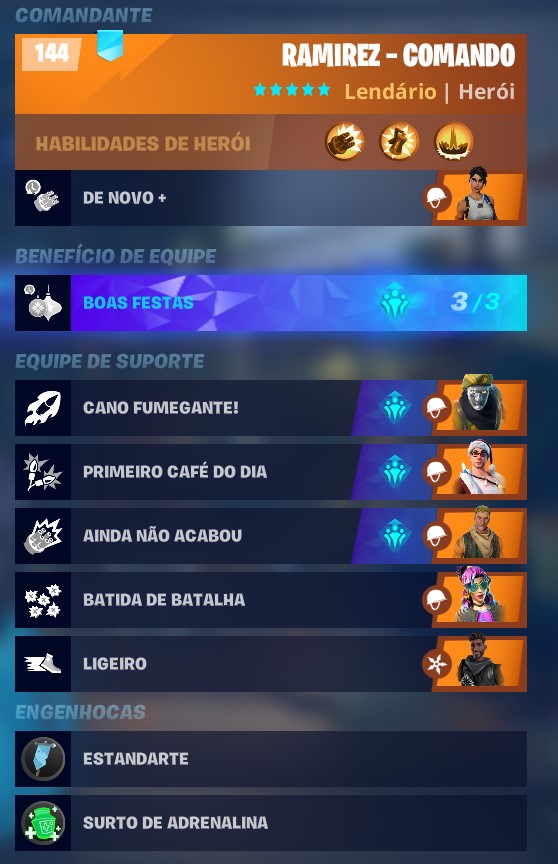 COMANDANTE
144
RAMIREZ - COMANDO
Lendário | Herói
HABILIDADES DE HERÓI
DE NOVO +
BENEFÍCIO DE EQUIPE
BOAS FESTAS
3/3
EQUIPE DE SUPORTE
CANO FUMEGANTE!
PRIMEIRO CAFÉ DO DIA
AINDA NÃO ACABOU
BATIDA DE BATALHA
LIGEIRO
ENGENHOCAS
ESTANDARTE
SURTO DE ADRENALINA